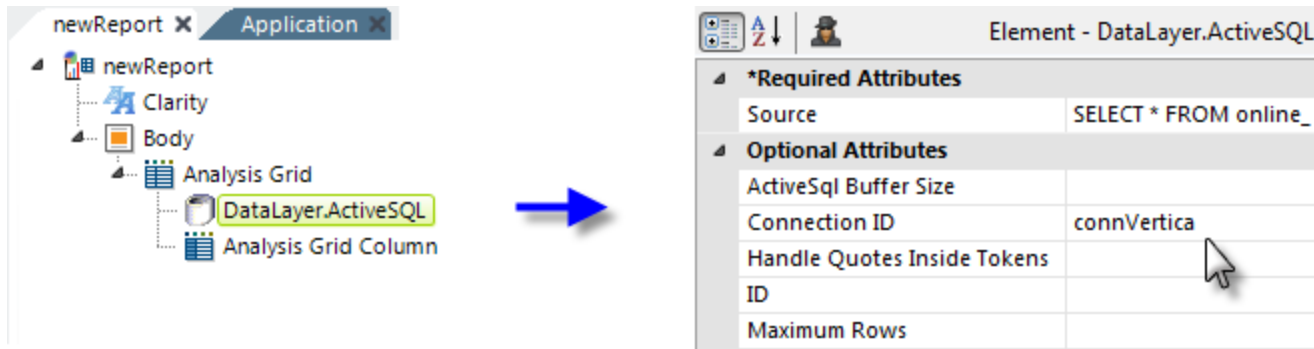 newReport Application
newReport
Clarity
Body
Analysis Grid
DataLayer.ActiveSQL
Analysis Grid Column
Element - DataLayer.ActiveSQL
*Required Attributes
Source SELECT * FROM online_
Optional Attributes
ActiveSql Buffer Size
Connection ID connVertica
Handle Quotes Inside Tokens
ID
Maximum Rows